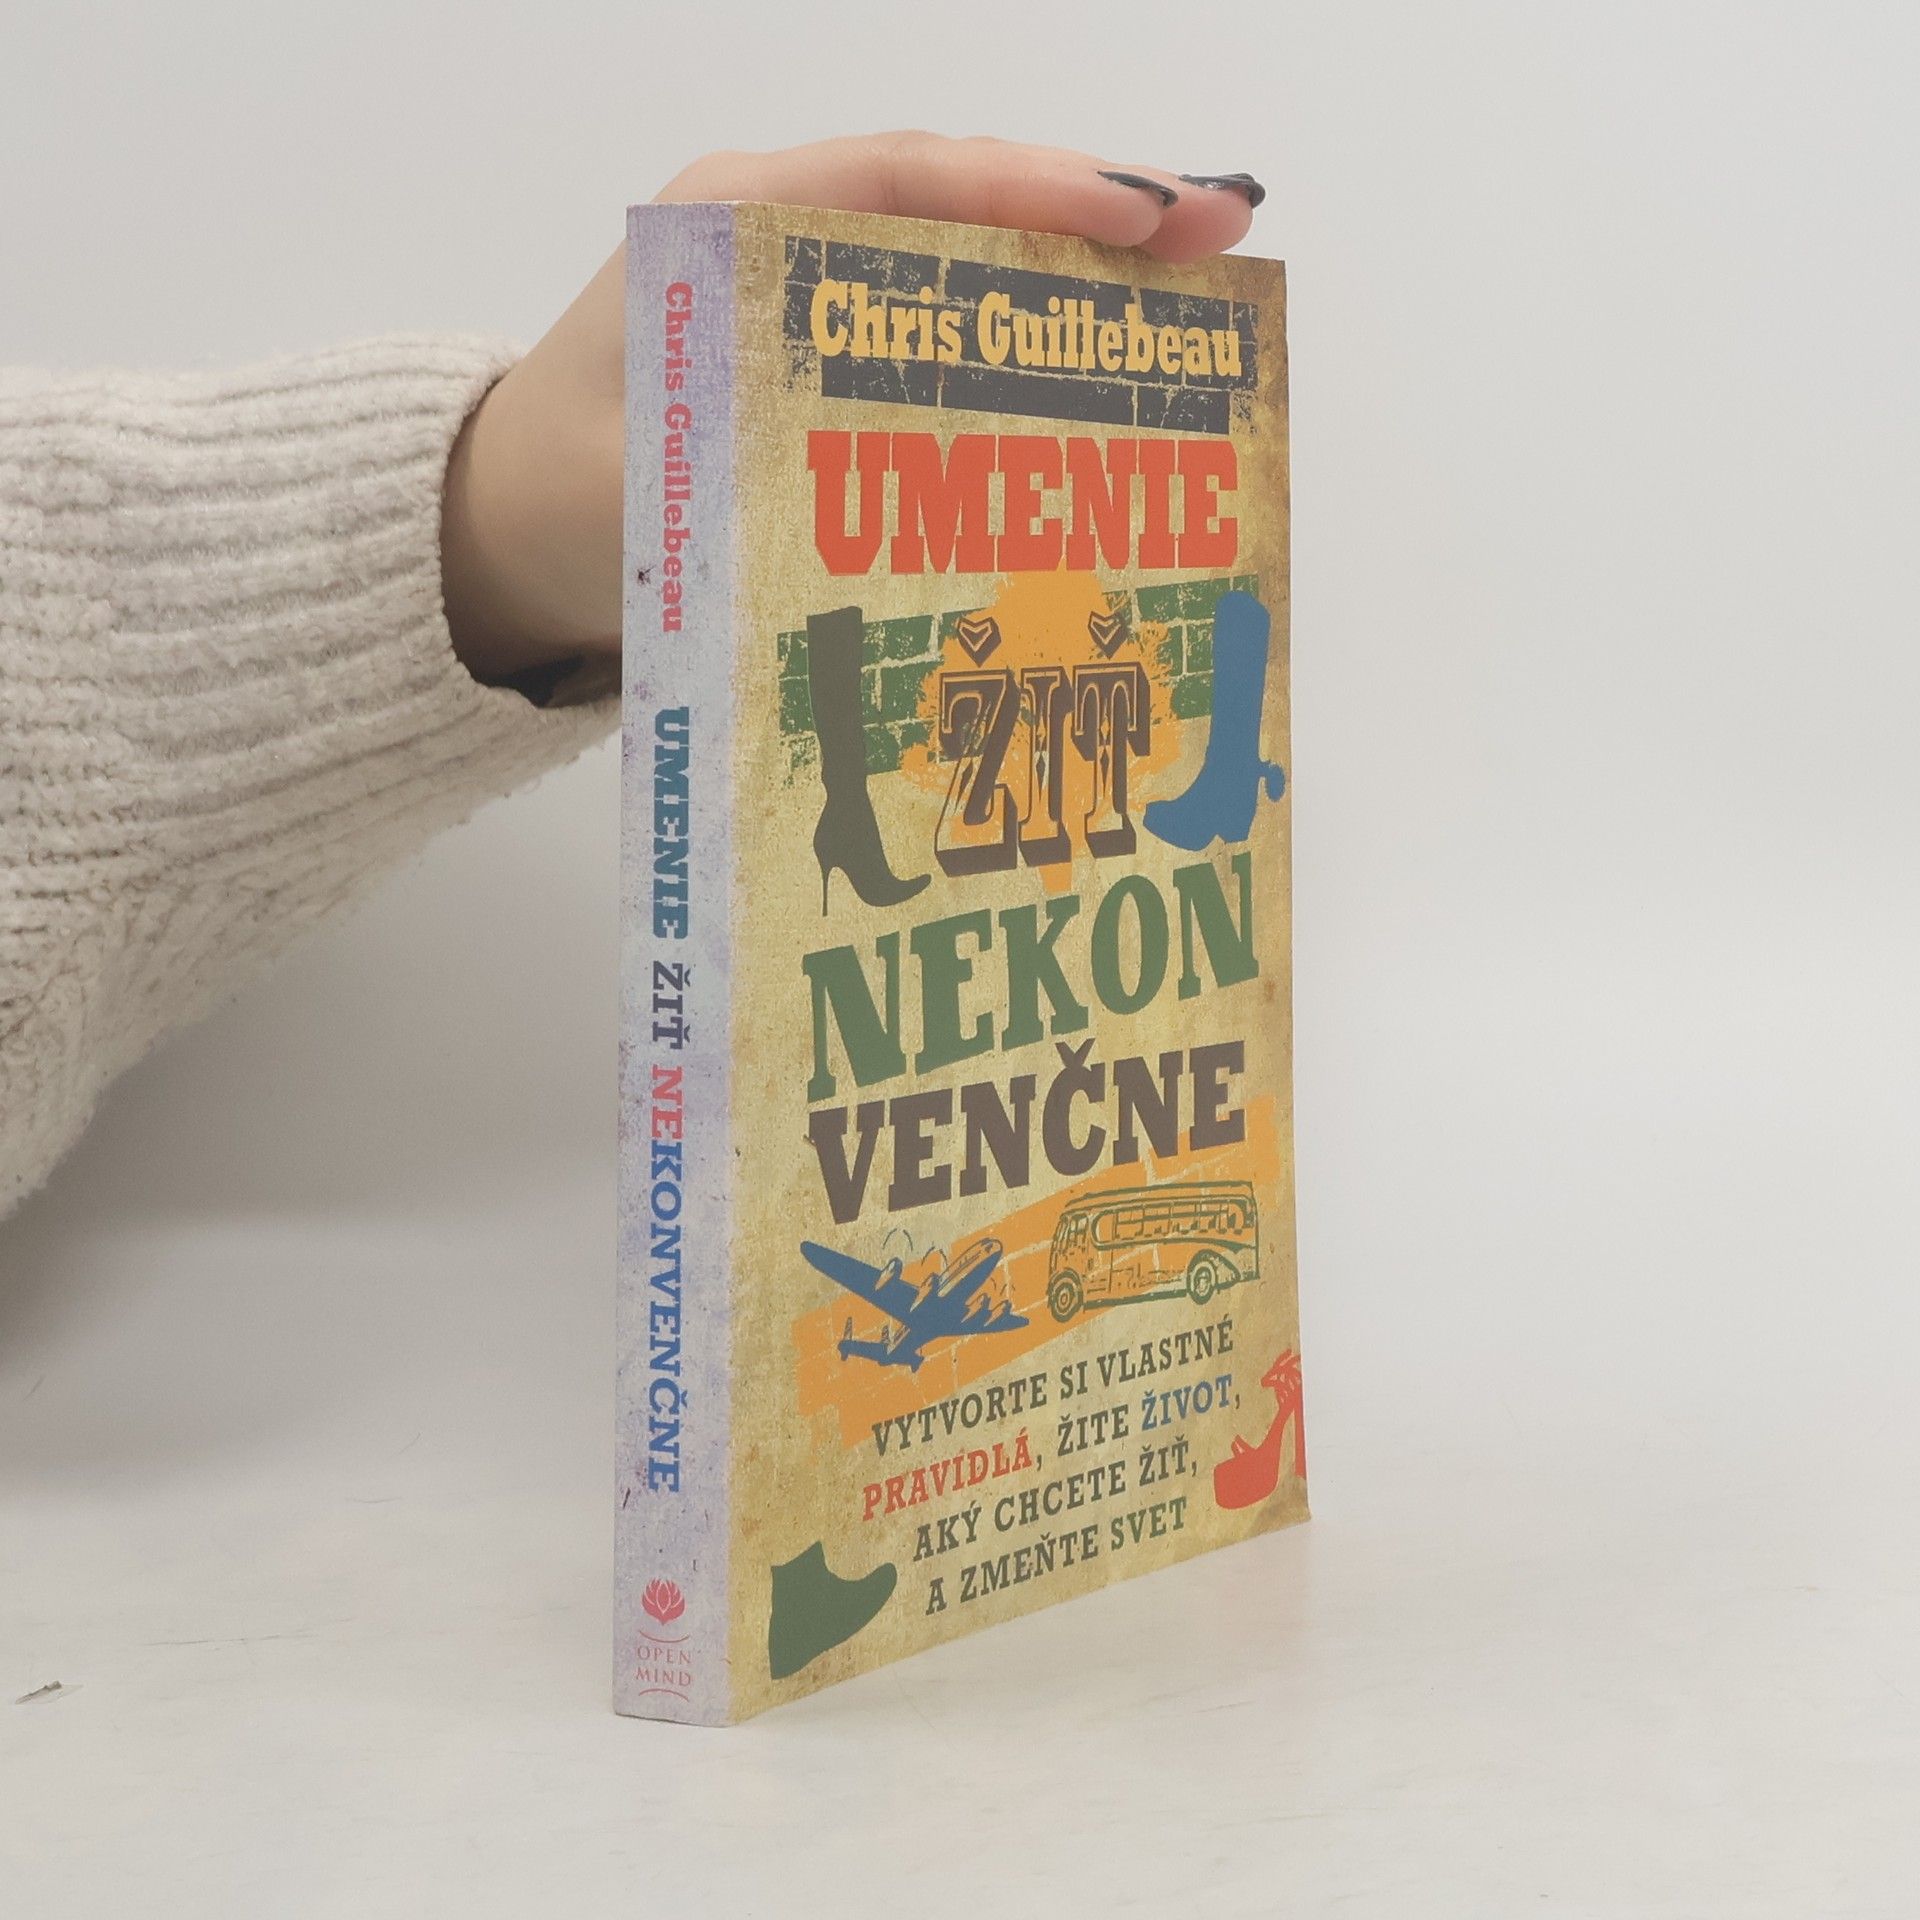 Chris Guillebeau
UMENIE
ŽIŤ
NEKON
VENČNE
VYTVORTE SI VLASTNÉ
PRAVIDLÁ, ŽITE ŽIVOT,
AKÝ CHCETE ŽIŤ,
A ZMEŇTE SVET
Chris Guillebeau UMENIE ŽIŤ NEKONVENČNE
OPEN
MIND